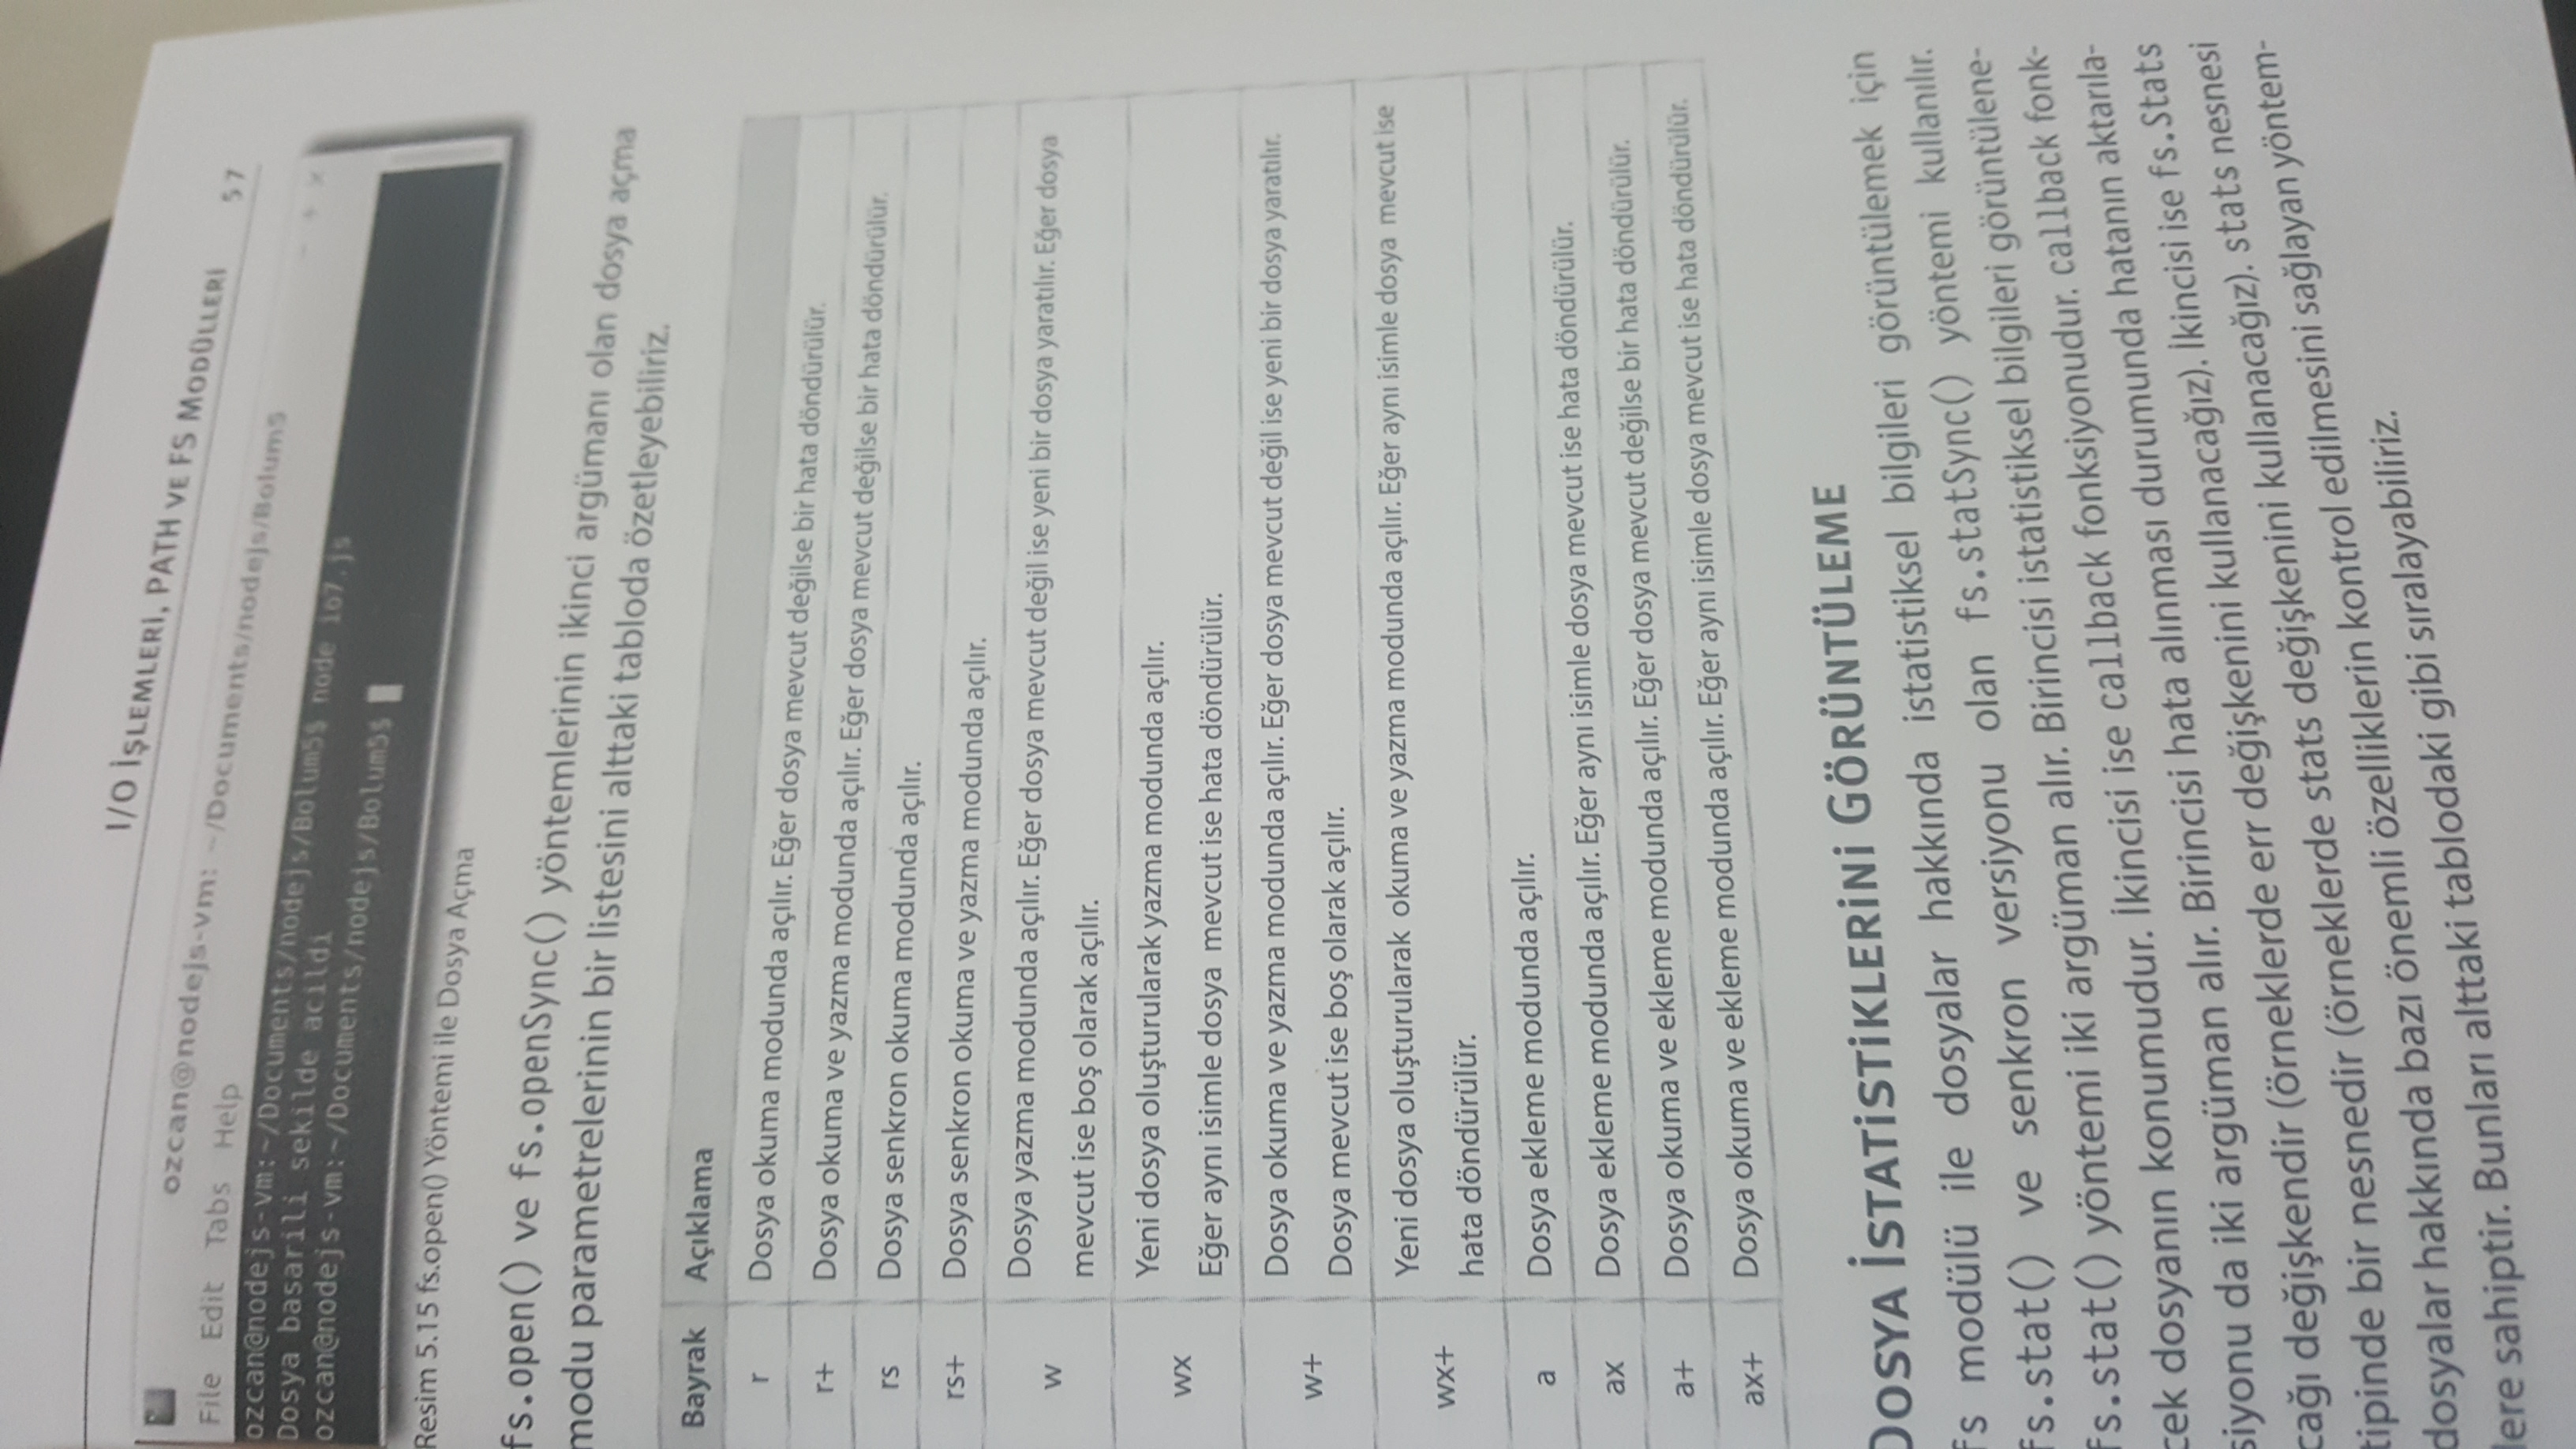 I/O İŞLEMLERİ, PATH VE FS MODÜLLERİ 57
ozcan@nodejs-vm: ~/Documents/nodejs/Bolum5
File Edit Tabs Help
ozcan@nodejs-vm:~/Documents/nodejs/Bolum5$ node io7.js
Dosya basarili sekilde acildi
ozcan@nodejs-vm:~/Documents/nodejs/Bolum5$
Resim 5.15 fs.open() Yöntemi ile Dosya Açma
fs.open() ve fs.openSync() yöntemlerinin ikinci argümanı olan dosya açma
modu parametrelerinin bir listesini alttaki tabloda özetleyebiliriz.
Bayrak Açıklama
r Dosya okuma modunda açılır. Eğer dosya mevcut değilse bir hata döndürülür.
r+ Dosya okuma ve yazma modunda açılır. Eğer dosya mevcut değilse bir hata döndürülür.
rs Dosya senkron okuma modunda açılır.
rs+ Dosya senkron okuma ve yazma modunda açılır.
w Dosya yazma modunda açılır. Eğer dosya mevcut değil ise yeni bir dosya yaratılır. Eğer dosya
mevcut ise boş olarak açılır.
wx Yeni dosya oluşturularak yazma modunda açılır.
Eğer aynı isimle dosya mevcut ise hata döndürülür.
w+ Dosya okuma ve yazma modunda açılır. Eğer dosya mevcut değil ise yeni bir dosya yaratılır.
Dosya mevcut ise boş olarak açılır.
wx+ Yeni dosya oluşturularak okuma ve yazma modunda açılır. Eğer aynı isimle dosya mevcut ise
hata döndürülür.
a Dosya ekleme modunda açılır.
ax Dosya ekleme modunda açılır. Eğer aynı isimle dosya mevcut ise hata döndürülür.
a+ Dosya okuma ve ekleme modunda açılır. Eğer dosya mevcut değilse bir hata döndürülür.
ax+ Dosya okuma ve ekleme modunda açılır. Eğer aynı isimle dosya mevcut ise hata döndürülür.
DOSYA İSTATİSTİKLERİNİ GÖRÜNTÜLEME
fs modülü ile dosyalar hakkında istatistiksel bilgileri görüntülemek için
fs.stat() ve senkron versiyonu olan fs.statSync() yöntemi kullanılır.
fs.stat() yöntemi iki argüman alır. Birincisi istatistiksel bilgileri görüntülene-
cek dosyanın konumudur. İkincisi ise callback fonksiyonudur. callback fonk-
siyonu da iki argüman alır. Birincisi hata alınması durumunda hatanın aktarıla-
cağı değişkendir (örneklerde err değişkenini kullanacağız). İkincisi ise fs.Stats
tipinde bir nesnedir (örneklerde stats değişkenini kullanacağız). stats nesnesi
dosyalar hakkında bazı önemli özelliklerin kontrol edilmesini sağlayan yöntem-
lere sahiptir. Bunları alttaki tablodaki gibi sıralayabiliriz.